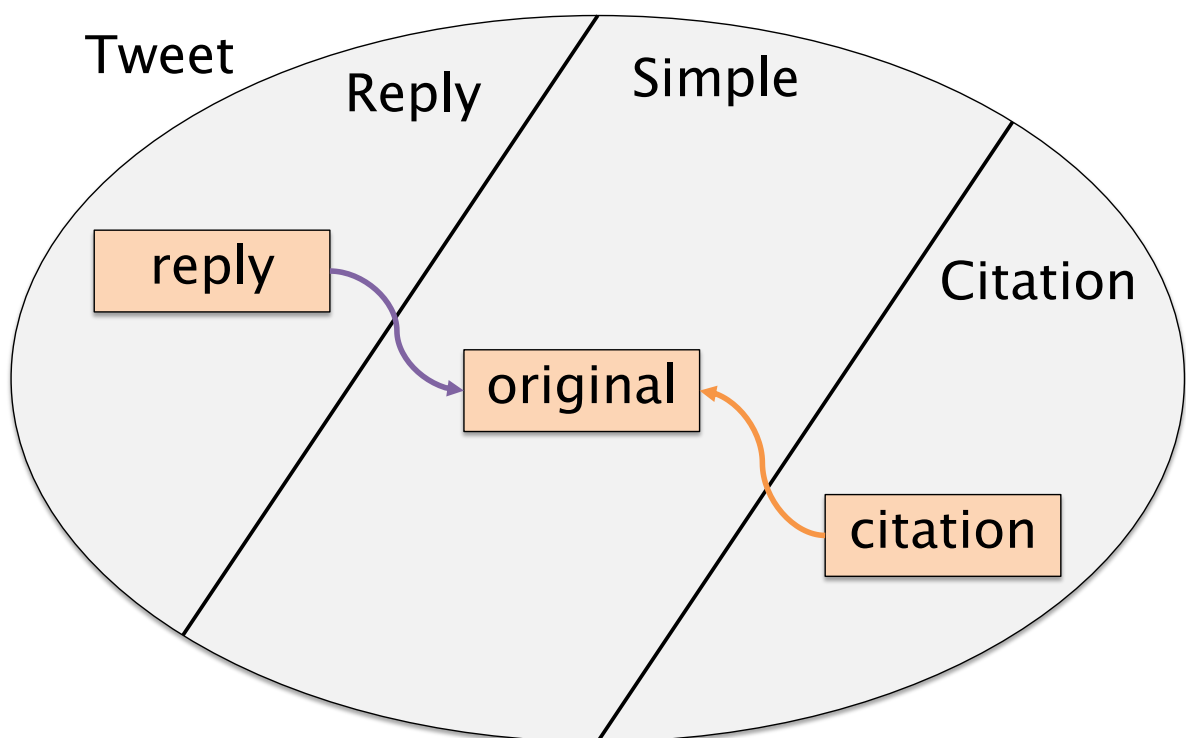 Tweet
Reply
Simple
Citation
reply
original
citation